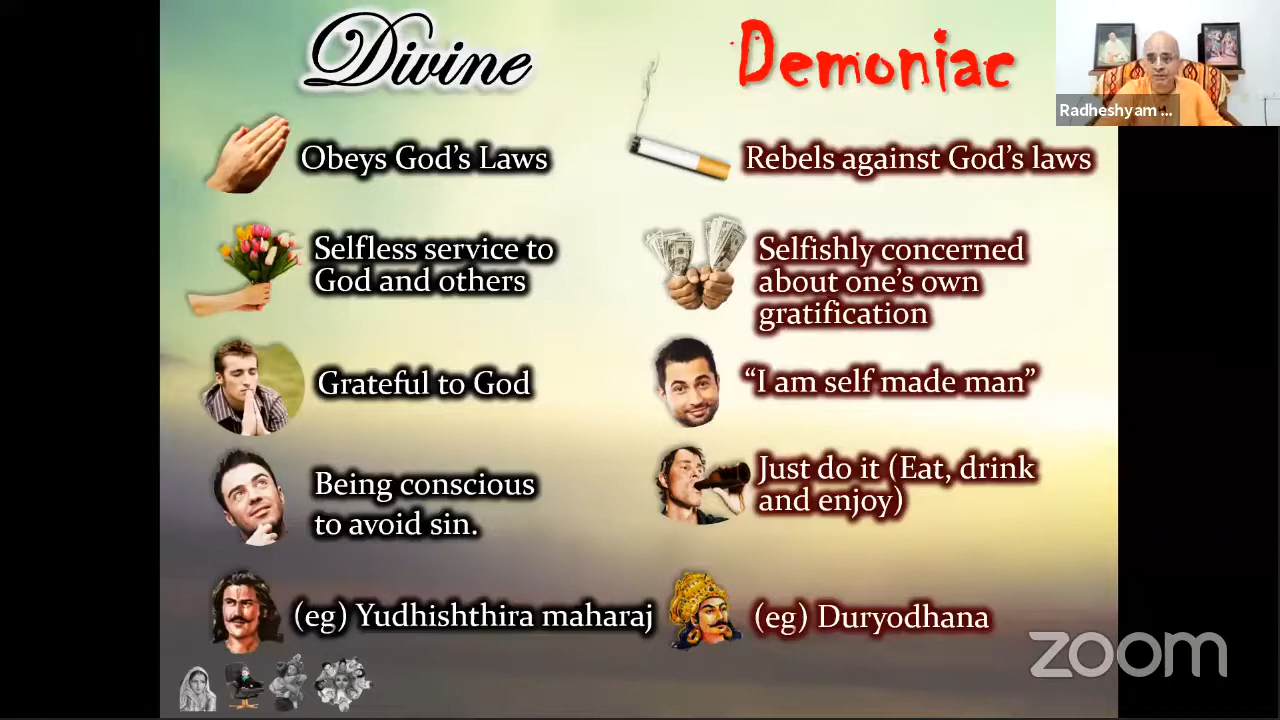 Divine
Demoniac
Radheshyam ...
Obeys God's Laws
Rebels against God's laws
Selfless service to
God and others
Selfishly concerned
about one's own
gratification
Grateful to God
“I am self made man”
Being conscious
to avoid sin.
Just do it (Eat, drink
and enjoy)
(eg) Yudhishthira maharaj
(eg) Duryodhana
zoom